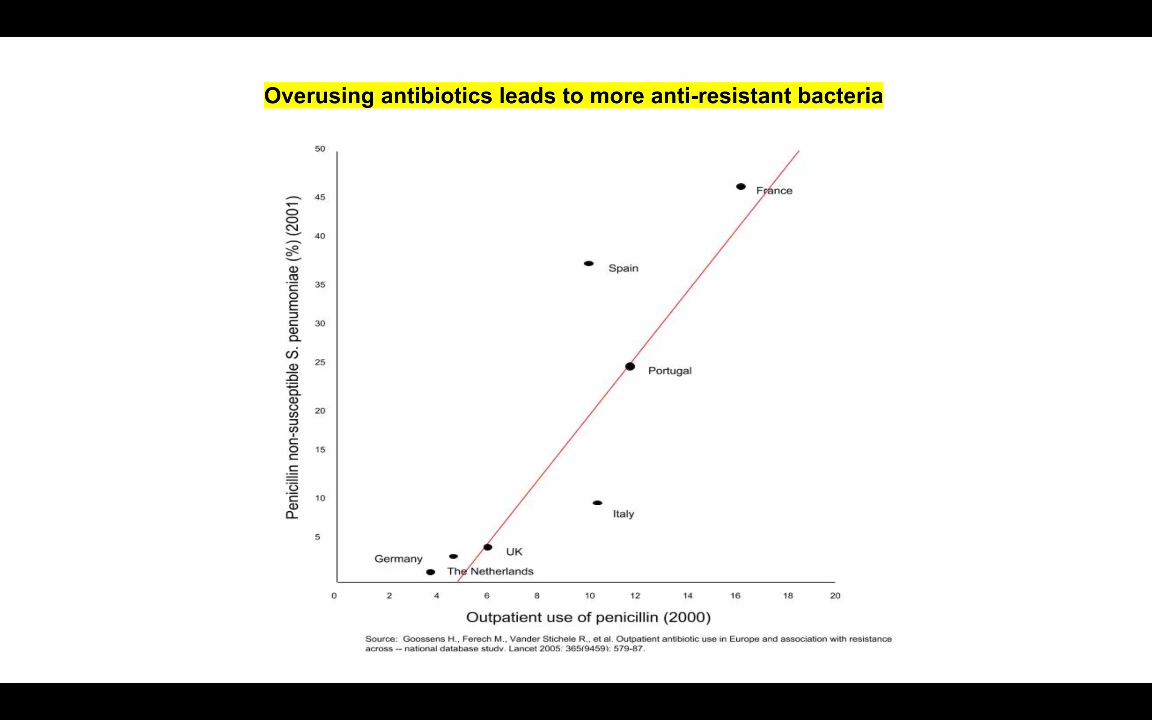 Overusing antibiotics leads to more anti-resistant bacteria
Penicillin non-susceptible S. penumoniae (%) (2001)
50
45
40
35
30
25
20
15
10
5
France
Spain
Portugal
Italy
UK
Germany
The Netherlands
0 2 4 6 8 10 12 14 16 18 20
Outpatient use of penicillin (2000)
Source: Goossens H., Ferech M., Vander Stichele R., et al. Outpatient antibiotic use in Europe and association with resistance
across -- national database study. Lancet 2005; 365(9459): 579-87.